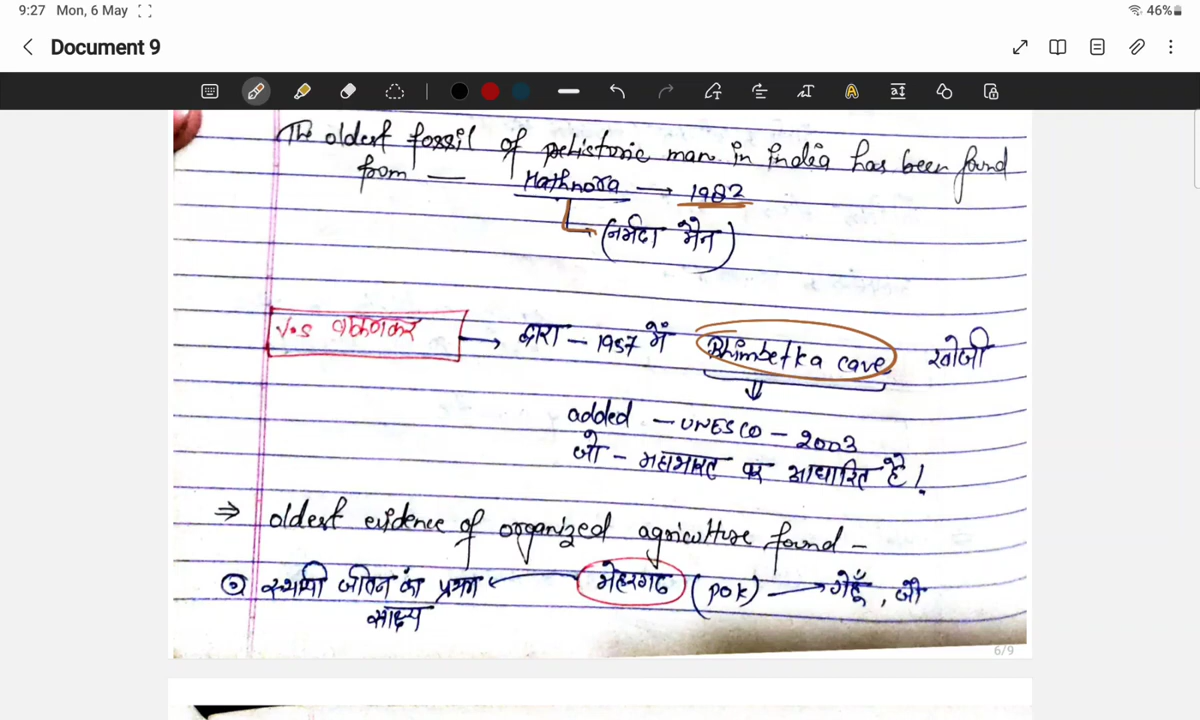 9:27 Mon, 6 May
46%
Document 9
The oldest fossil of prehistoric man in india has been found
from — Hathnora → 1982
(नर्मदा मैन)
V.S वाकणकर → द्वारा - 1957 में Bhimbetka cave खोजी
added - UNESCO - 2003
जो - महाभारत पर आधारित है!
⇒ oldest evidence of organized agriculture found -
स्थायी जीवन का प्रथम ← मेहरगढ (POK) → गेहूँ, जौ
साक्ष्य
6/9